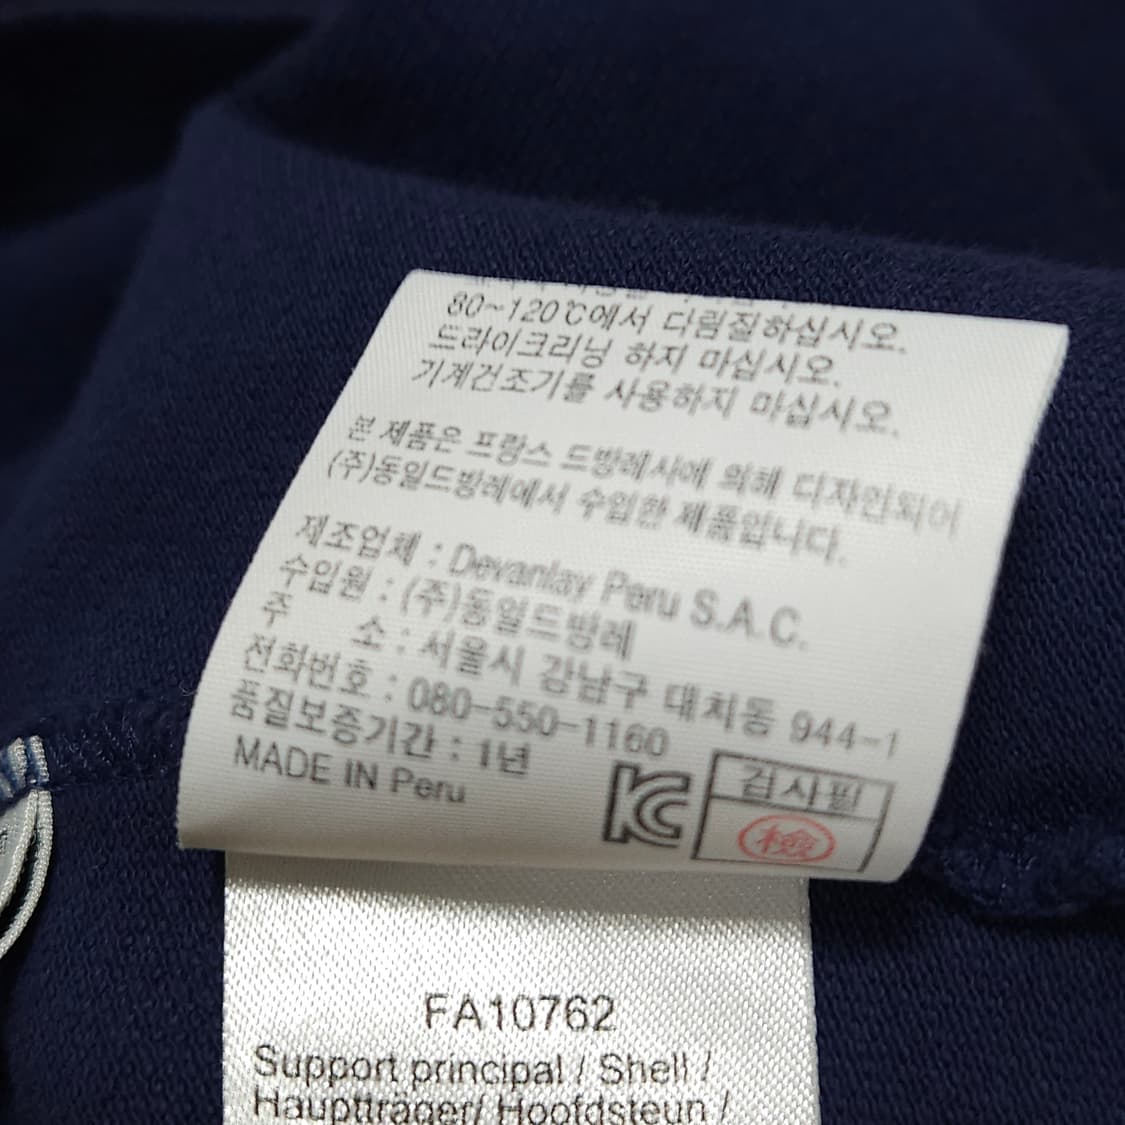 80~120℃에서 다림질하십시오.
드라이크리닝 하지 마십시오.
기계건조기를 사용하지 마십시오.
본 제품은 프랑스 드방레사에 의해 디자인되어
(주)동일드방레에서 수입한 제품입니다.
제조업체 : Devanlay Peru S.A.C.
수입원 : (주)동일드방레
주 소 : 서울시 강남구 대치동 944-1
전화번호 : 080-550-1160
품질보증기간 : 1년
MADE IN Peru
KC
검사필
檢
FA10762
Support principal / Shell /
Hauptträger/ Hoofdsteun /